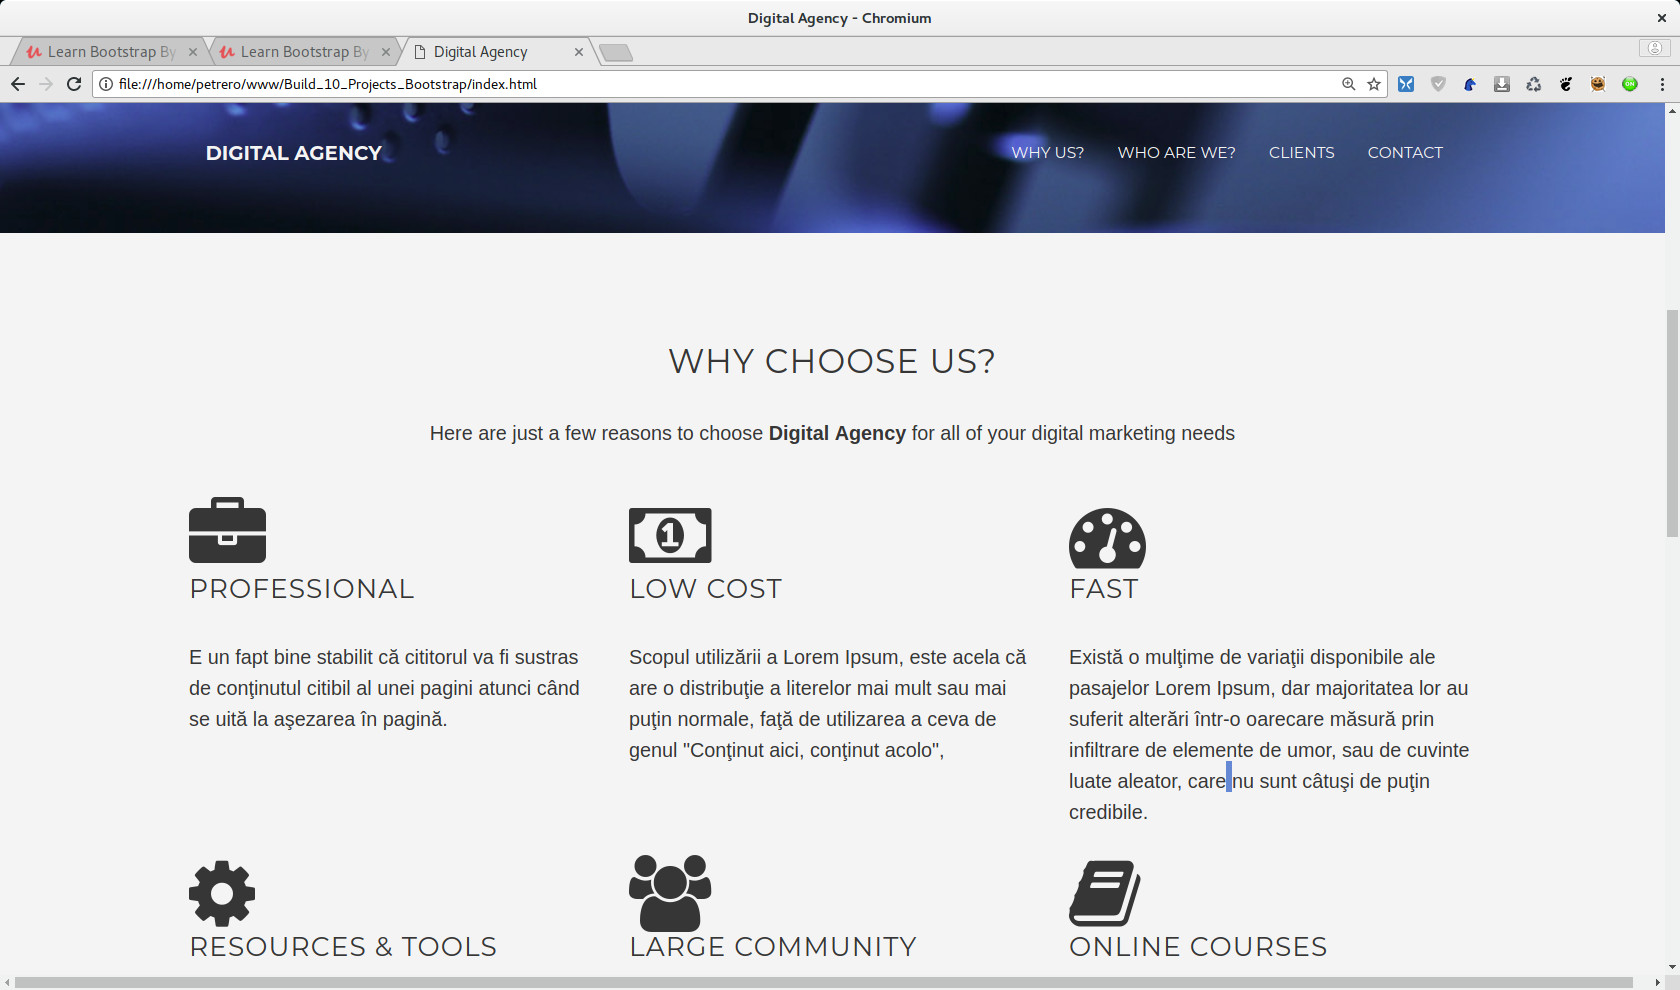 Digital Agency - Chromium
Learn Bootstrap By
Learn Bootstrap By
Digital Agency
file:///home/petrero/www/Build_10_Projects_Bootstrap/index.html
DIGITAL AGENCY
WHY US?
WHO ARE WE?
CLIENTS
CONTACT
WHY CHOOSE US?
Here are just a few reasons to choose Digital Agency for all of your digital marketing needs
1
PROFESSIONAL
E un fapt bine stabilit că cititorul va fi sustras
de conţinutul citibil al unei pagini atunci când
se uită la aşezarea în pagină.
LOW COST
Scopul utilizării a Lorem Ipsum, este acela că
are o distribuţie a literelor mai mult sau mai
puţin normale, faţă de utilizarea a ceva de
genul "Conţinut aici, conţinut acolo",
FAST
Există o mulţime de variaţii disponibile ale
pasajelor Lorem Ipsum, dar majoritatea lor au
suferit alterări într-o oarecare măsură prin
infiltrare de elemente de umor, sau de cuvinte
luate aleator, care nu sunt câtuşi de puţin
credibile.
RESOURCES & TOOLS
LARGE COMMUNITY
ONLINE COURSES